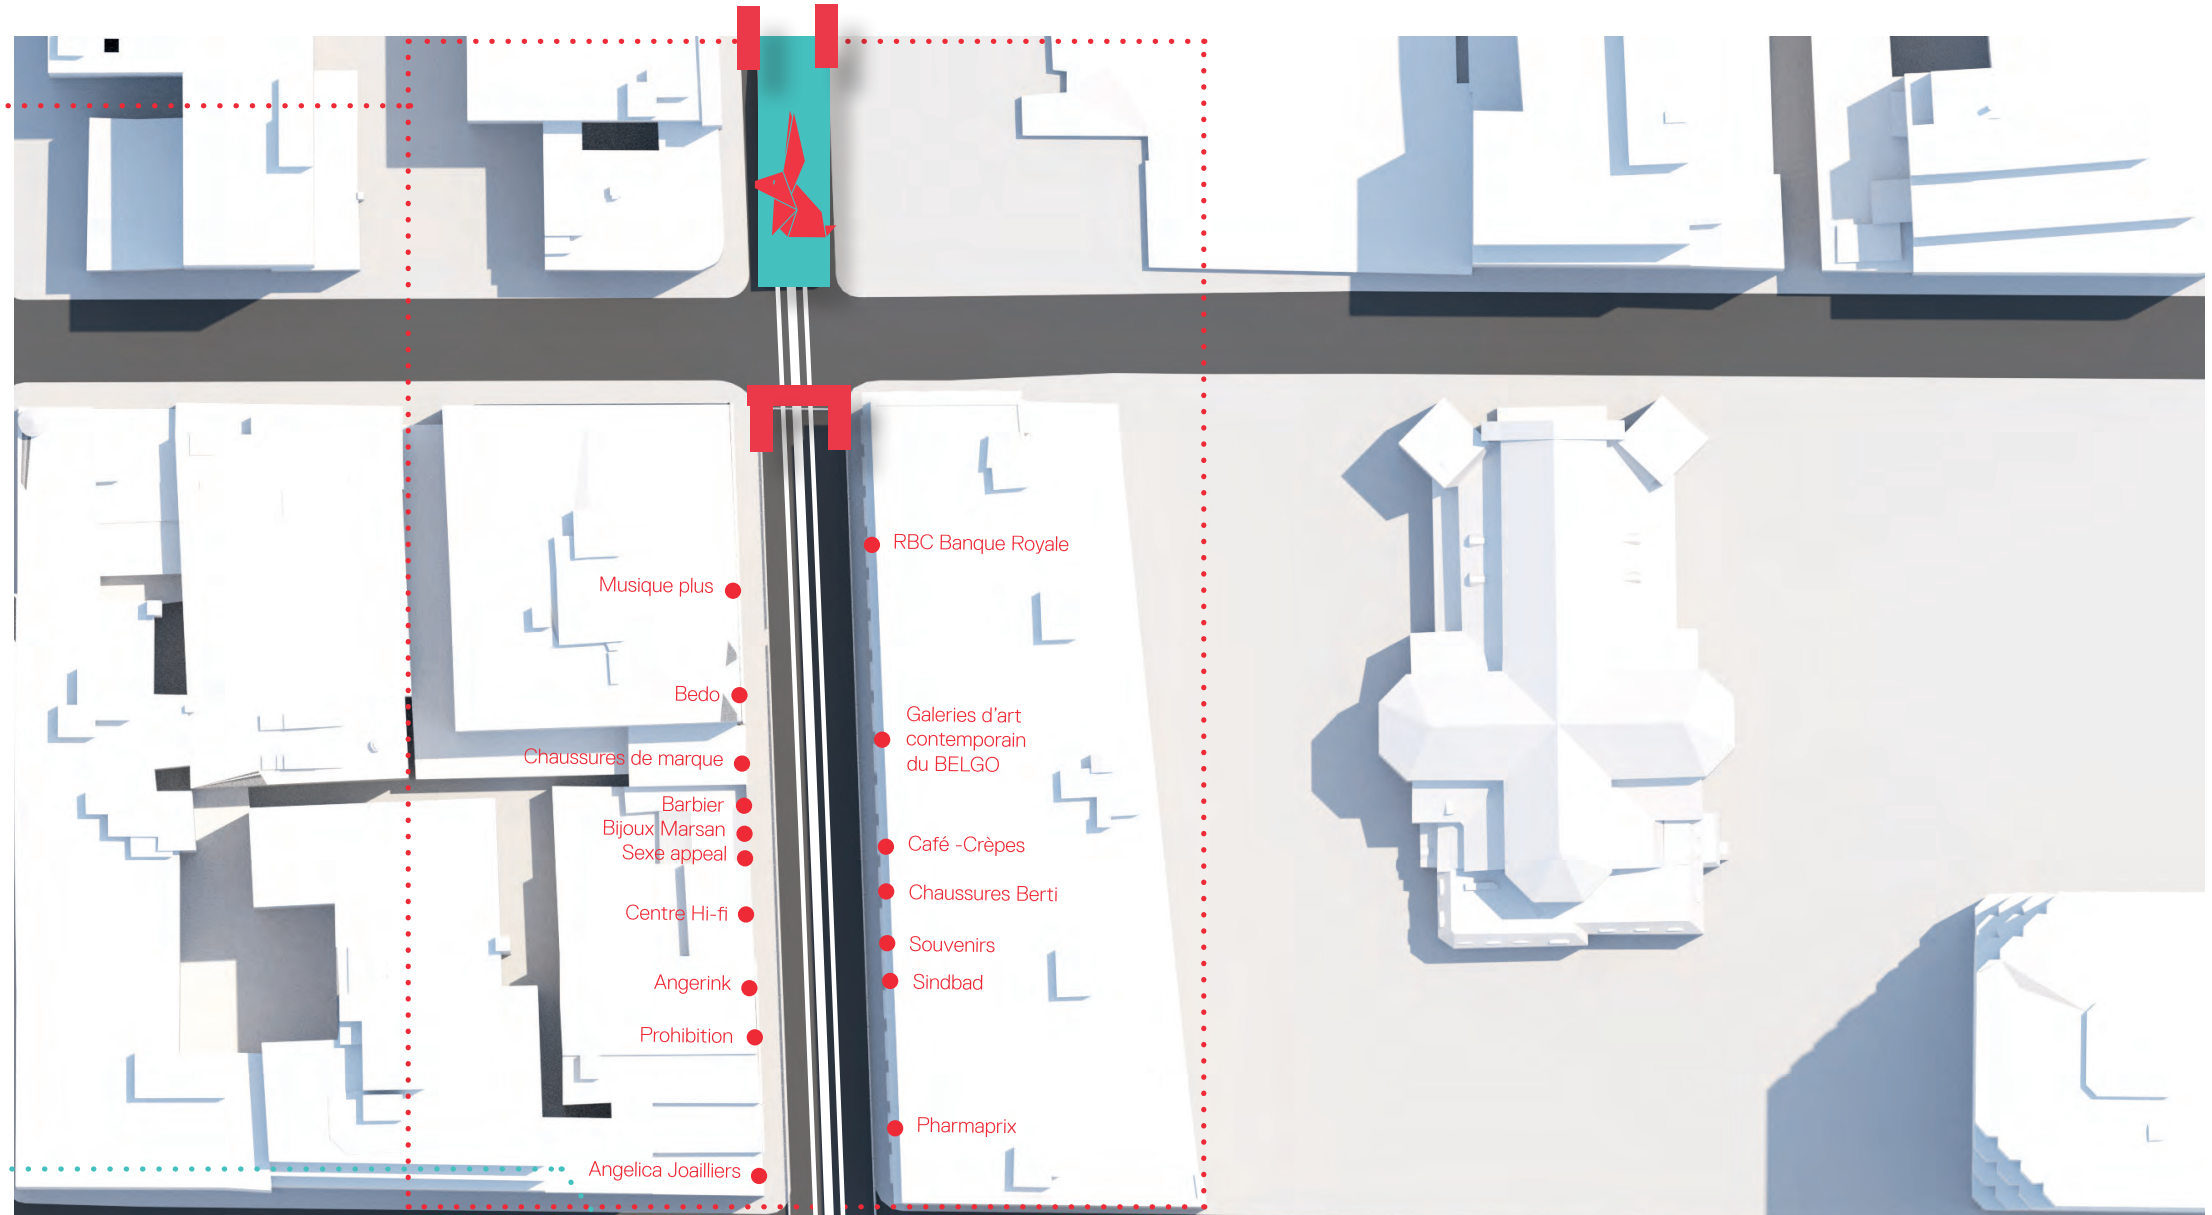 RBC Banque Royale
Musique plus
Bedo
Galeries d'art
contemporain
du BELGO
Chaussures de marque
Barbier
Bijoux Marsan
Sexe appeal
Café -Crèpes
Chaussures Berti
Centre Hi-fi
Souvenirs
Sindbad
Angerink
Prohibition
Pharmaprix
Angelica Joailliers